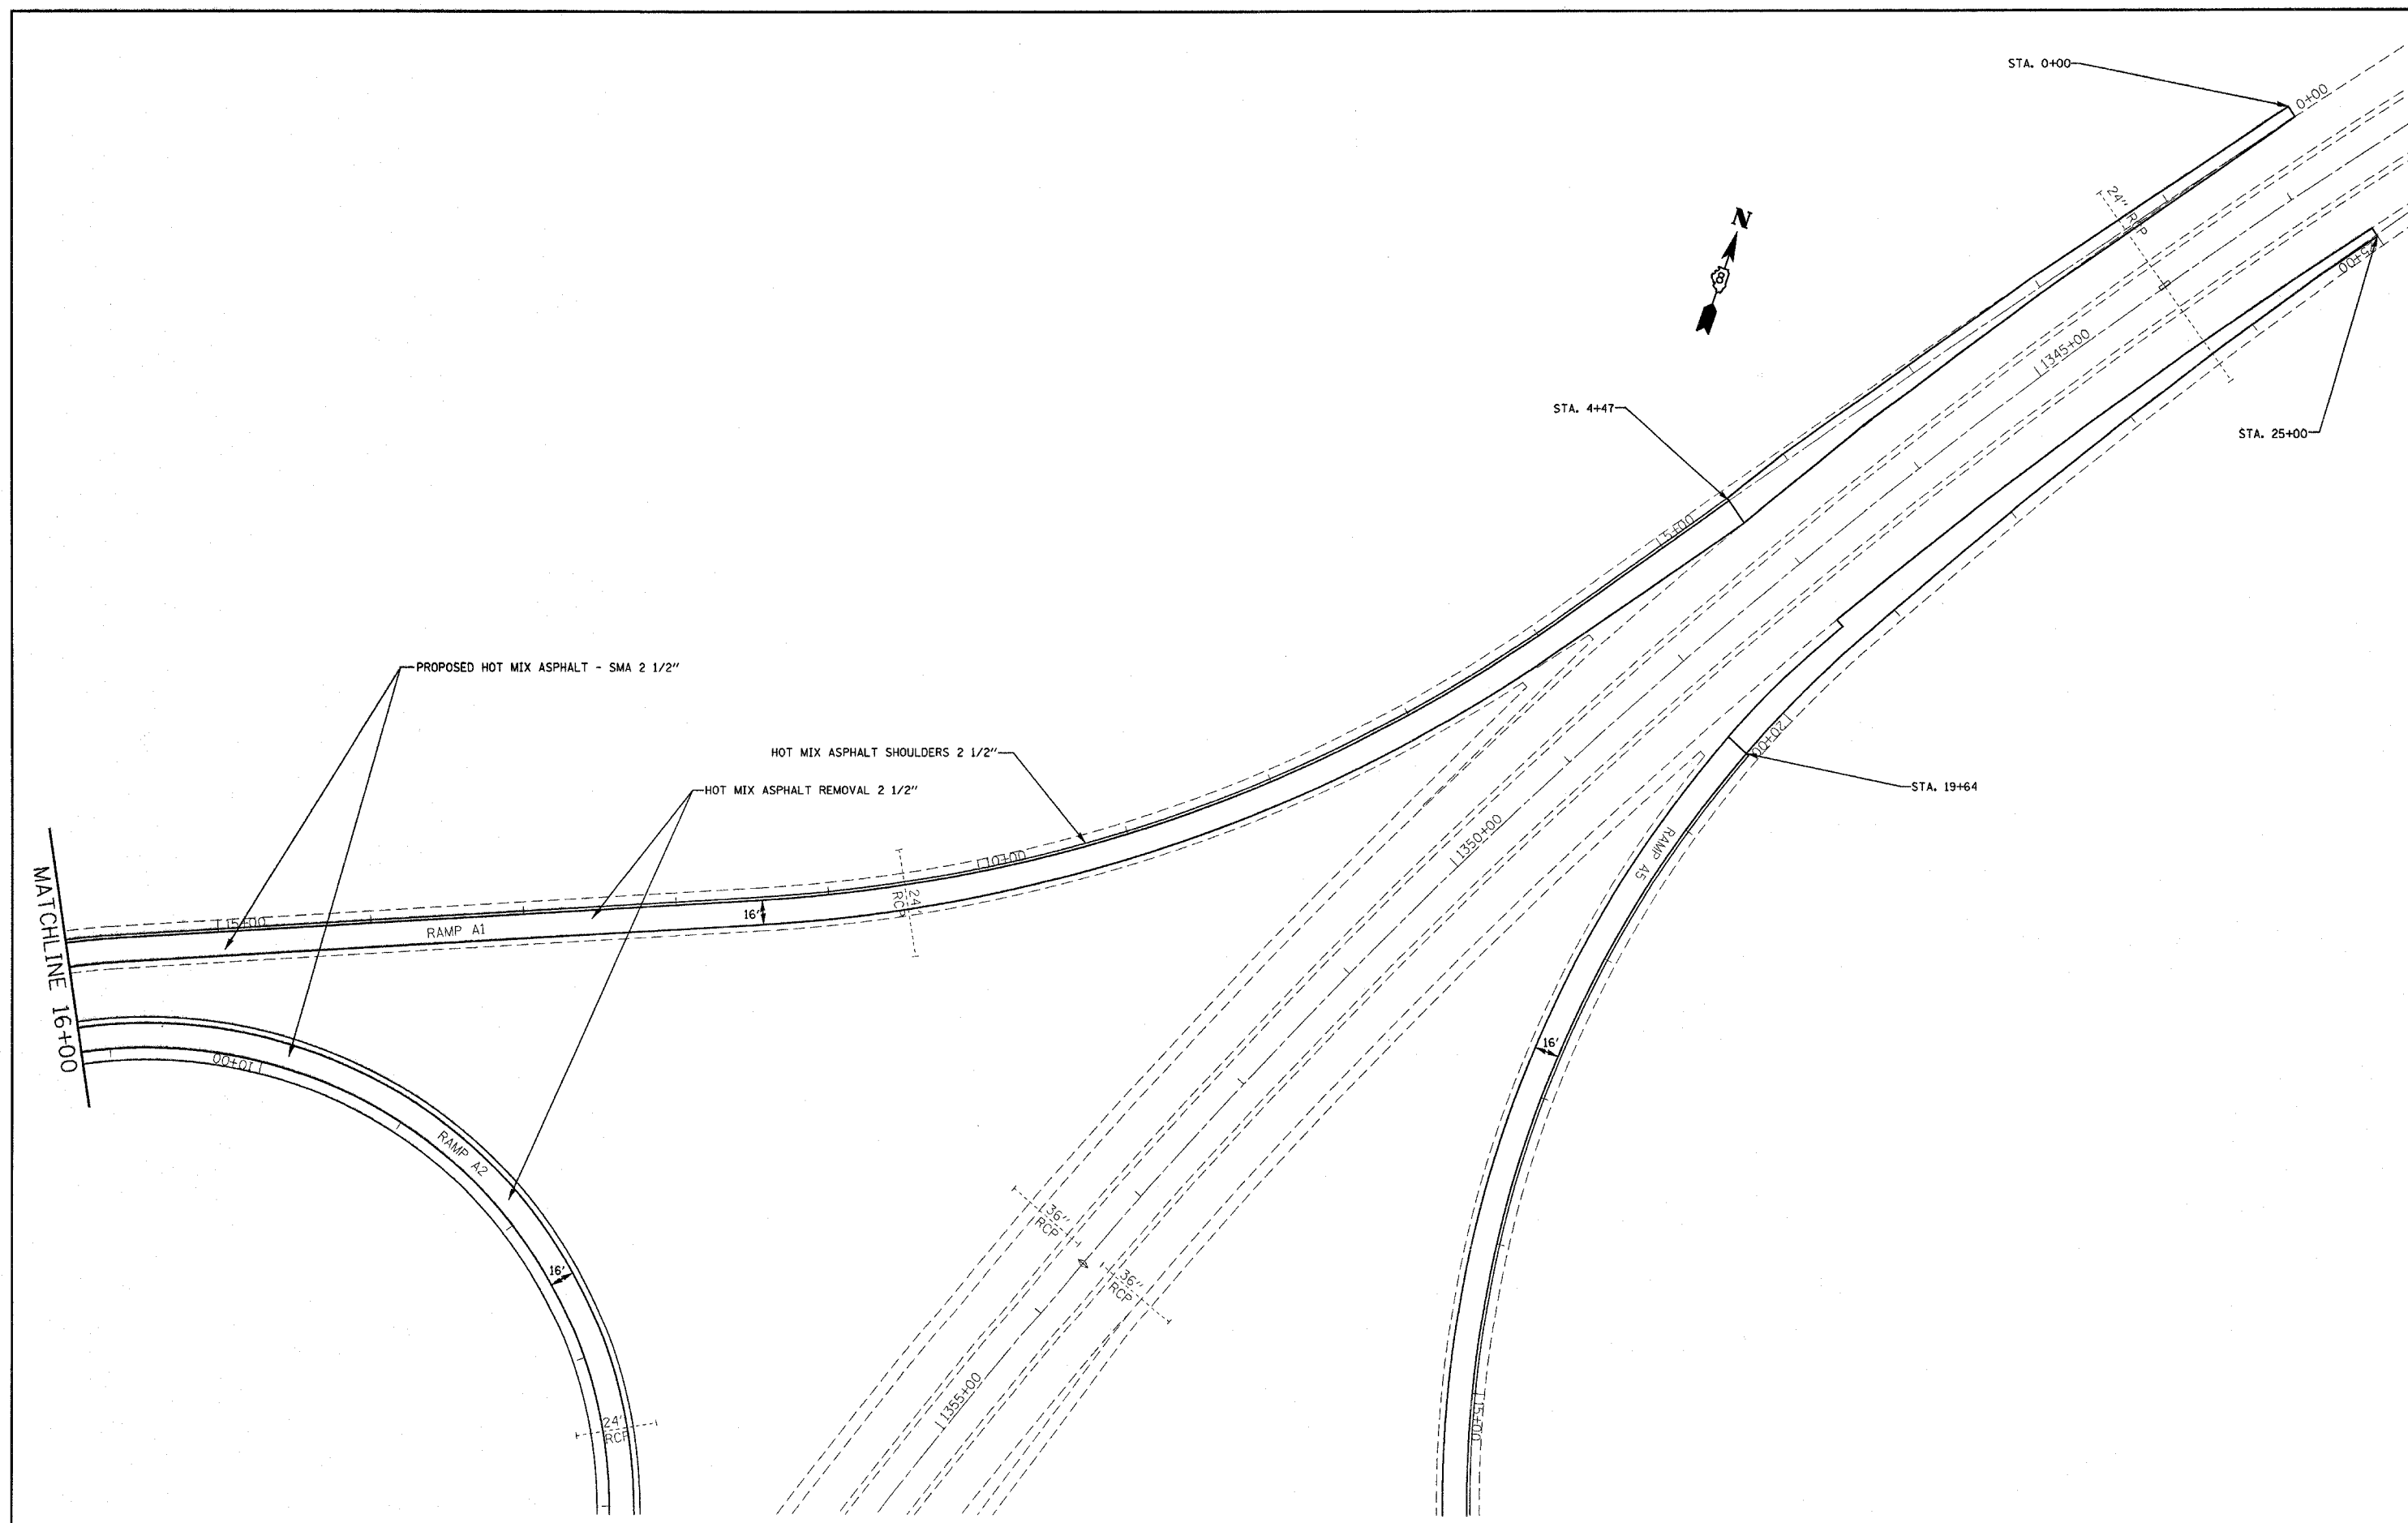 STA. 0+00
0+00
N
8
24" RCP
25+00
1345+00
STA. 4+47
STA. 25+00
5+00
PROPOSED HOT MIX ASPHALT - SMA 2 1/2"
20+00
HOT MIX ASPHALT SHOULDERS 2 1/2"
HOT MIX ASPHALT REMOVAL 2 1/2"
STA. 19+64
1350+00
RAMP A5
10+00
24"
RCP
16'
15+00
RAMP A1
MATCHLINE 16+00
10+00
16'
RAMP A2
36"
RCP
36"
RCP
16'
1355+00
15+00
24"
RCP